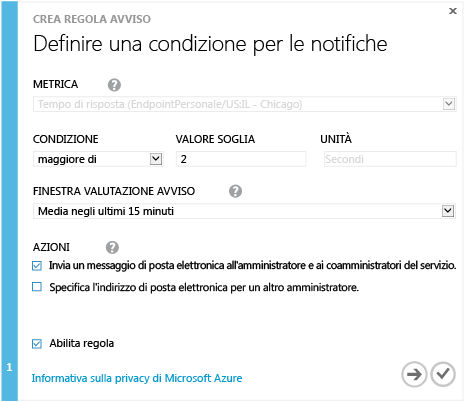 CREA REGOLA AVVISO
Definire una condizione per le notifiche
METRICA ?
Tempo di risposta (EndpointPersonale/US:IL - Chicago)
CONDIZIONE VALORE SOGLIA UNITÀ
maggiore di 2 Secondi
FINESTRA VALUTAZIONE AVVISO ?
Media negli ultimi 15 minuti
AZIONI ?
Invia un messaggio di posta elettronica all'amministratore e ai coamministratori del servizio.
Specifica l'indirizzo di posta elettronica per un altro amministratore.
Abilita regola
1
Informativa sulla privacy di Microsoft Azure